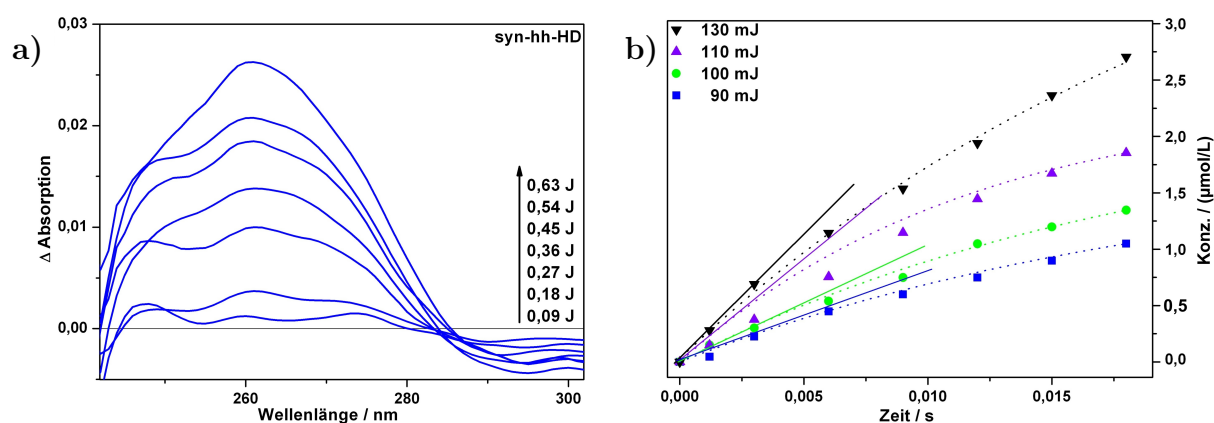 a)
0,03
0,02
0,01
0,00
Δ Absorption
syn-hh-HD
0,63 J
0,54 J
0,45 J
0,36 J
0,27 J
0,18 J
0,09 J
260
280
300
Wellenlänge / nm
b)
130 mJ
110 mJ
100 mJ
90 mJ
3,0
2,5
2,0
1,5
1,0
0,5
0,0
Konz. / (μmol/L)
0,000
0,005
0,010
0,015
Zeit / s